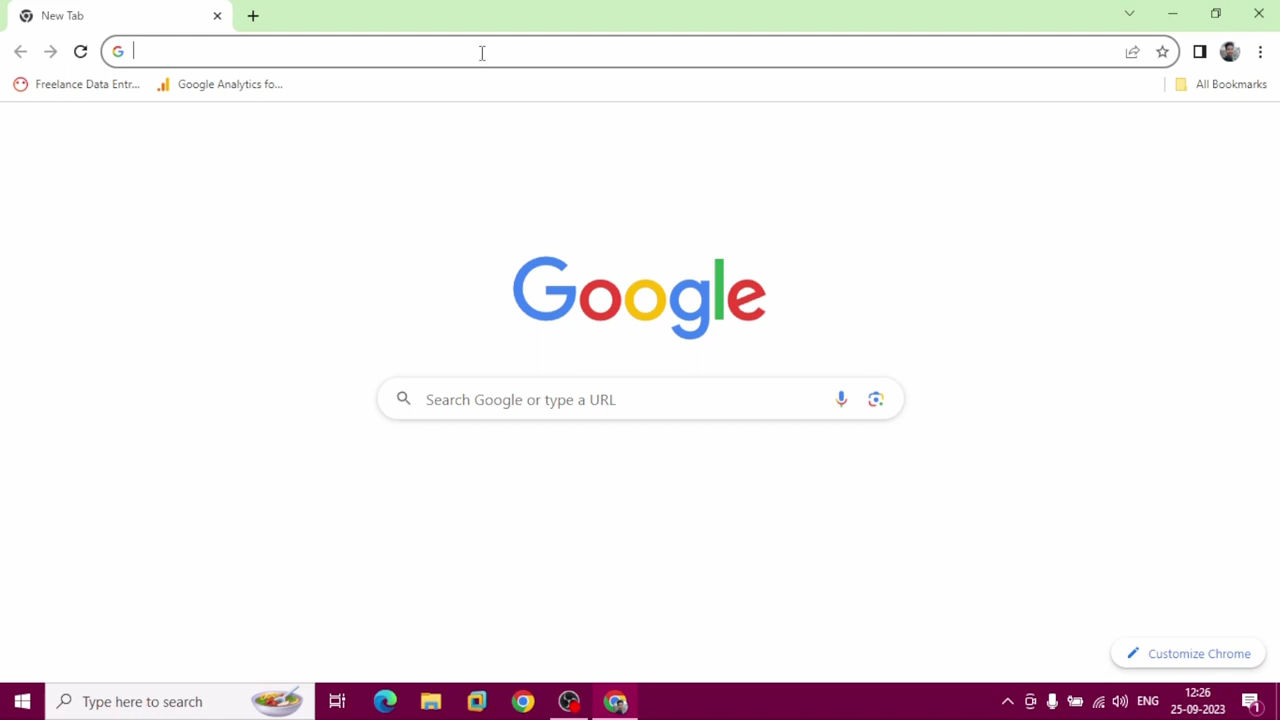 New Tab
Freelance Data Entr...
Google Analytics fo...
All Bookmarks
Google
Search Google or type a URL
Customize Chrome
Type here to search
ENG
12:26
25-09-2023
1